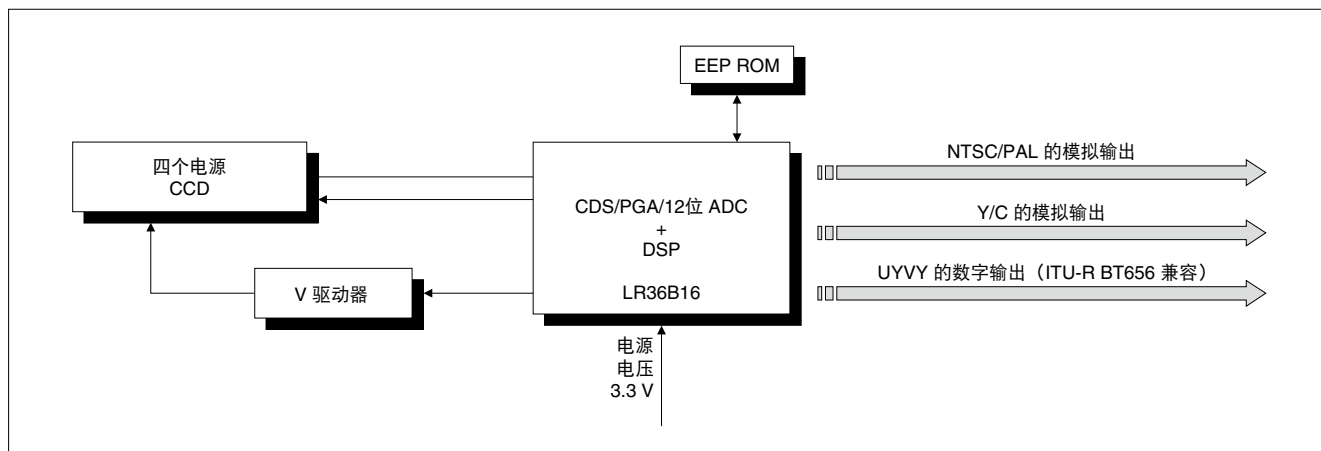 EEP ROM
四个电源
CCD
CDS/PGA/12位 ADC
+
DSP
LR36B16
V 驱动器
电源
电压
3.3 V
NTSC/PAL 的模拟输出
Y/C 的模拟输出
UYVY 的数字输出（ITU-R BT656 兼容）